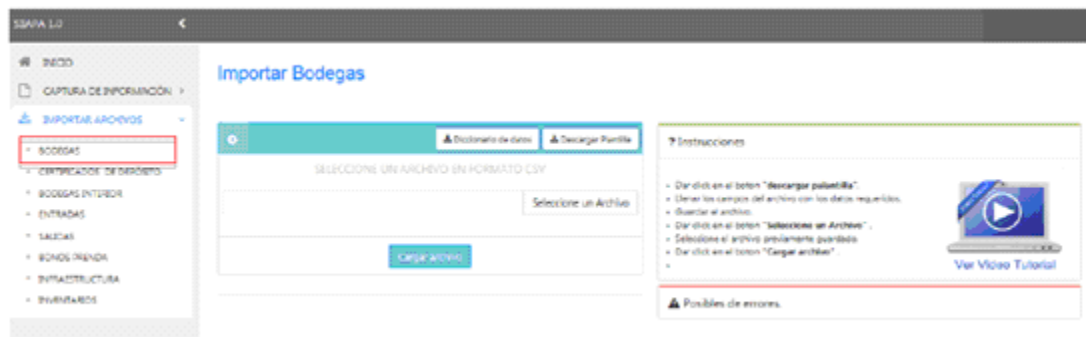 SIIAPA 1.0
INICIO
CAPTURA DE INFORMACIÓN
IMPORTAR ARCHIVOS
BODEGAS
CERTIFICADOS DE DEPÓSITO
BODEGAS INTERIOR
ENTRADAS
SALIDAS
BONOS PRENDA
INFRAESTRUCTURA
INVENTARIOS
Importar Bodegas
Diccionario de datos
Descargar Plantilla
SELECCIONE UN ARCHIVO EN FORMATO CSV
Seleccione un Archivo
Cargar archivo
? Instrucciones
- Dar click en el boton "descargar palantilla".
- Llenar los campos del archivo con los datos requeridos.
- Guardar el archivo.
- Dar click en el boton "Seleccione un Archivo" .
- Seleccione el archivo previamente guardado.
- Dar click en el boton "Cargar archivo" .
Ver Video Tutorial
Posibles de errores.